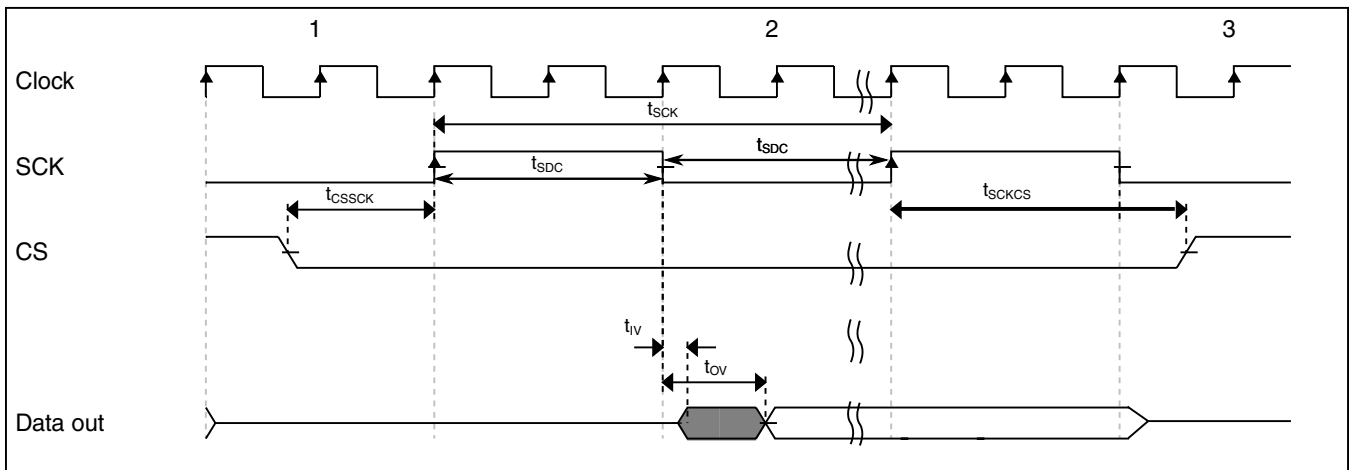 1 2 3
Clock
tSCK
SCK tSDC tSDC
tCSSCK tSCKCS
CS
tIV
tOV
Data out